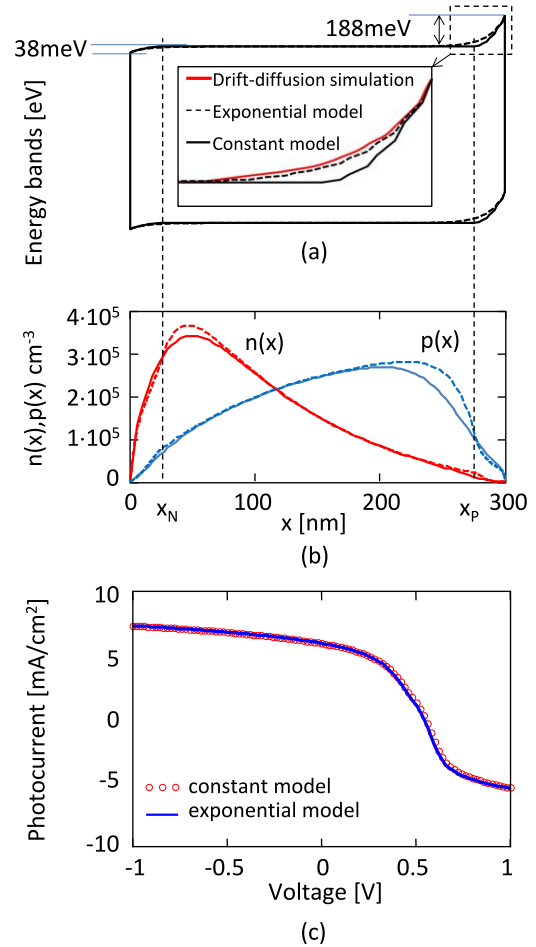 188meV
38meV
Drift-diffusion simulation
Exponential model
Constant model
Energy bands [eV]
(a)
4·10⁵
3·10⁵
2·10⁵
1·10⁵
0
n(x),p(x) cm⁻³
n(x)
p(x)
0
100
200
300
x_N
x [nm]
x_P
(b)
10
5
0
-5
-10
Photocurrent [mA/cm²]
constant model
exponential model
-1
-0.5
0
0.5
1
Voltage [V]
(c)